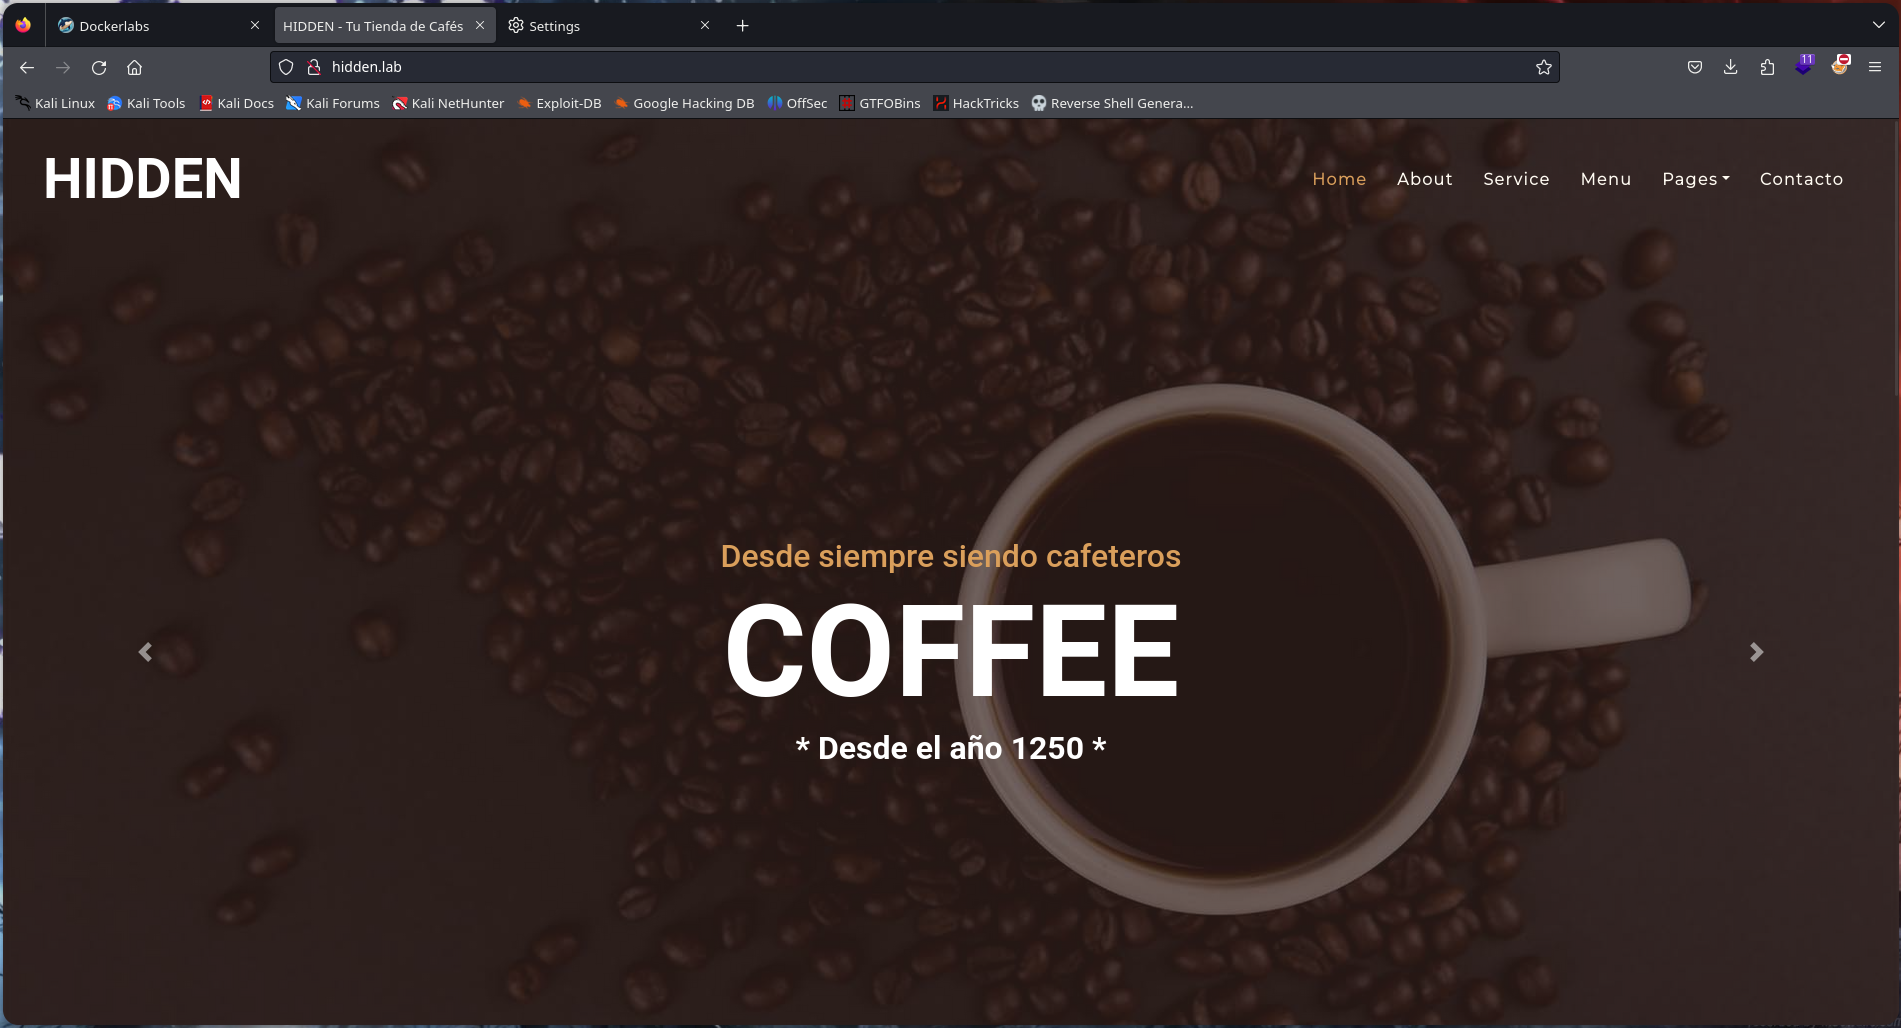 Dockerlabs
HIDDEN - Tu Tienda de Cafés
Settings
hidden.lab
11
Kali Linux Kali Tools Kali Docs Kali Forums Kali NetHunter Exploit-DB Google Hacking DB OffSec GTFOBins HackTricks Reverse Shell Genera...
HIDDEN
Home About Service Menu Pages Contacto
Desde siempre siendo cafeteros
COFFEE
* Desde el año 1250 *